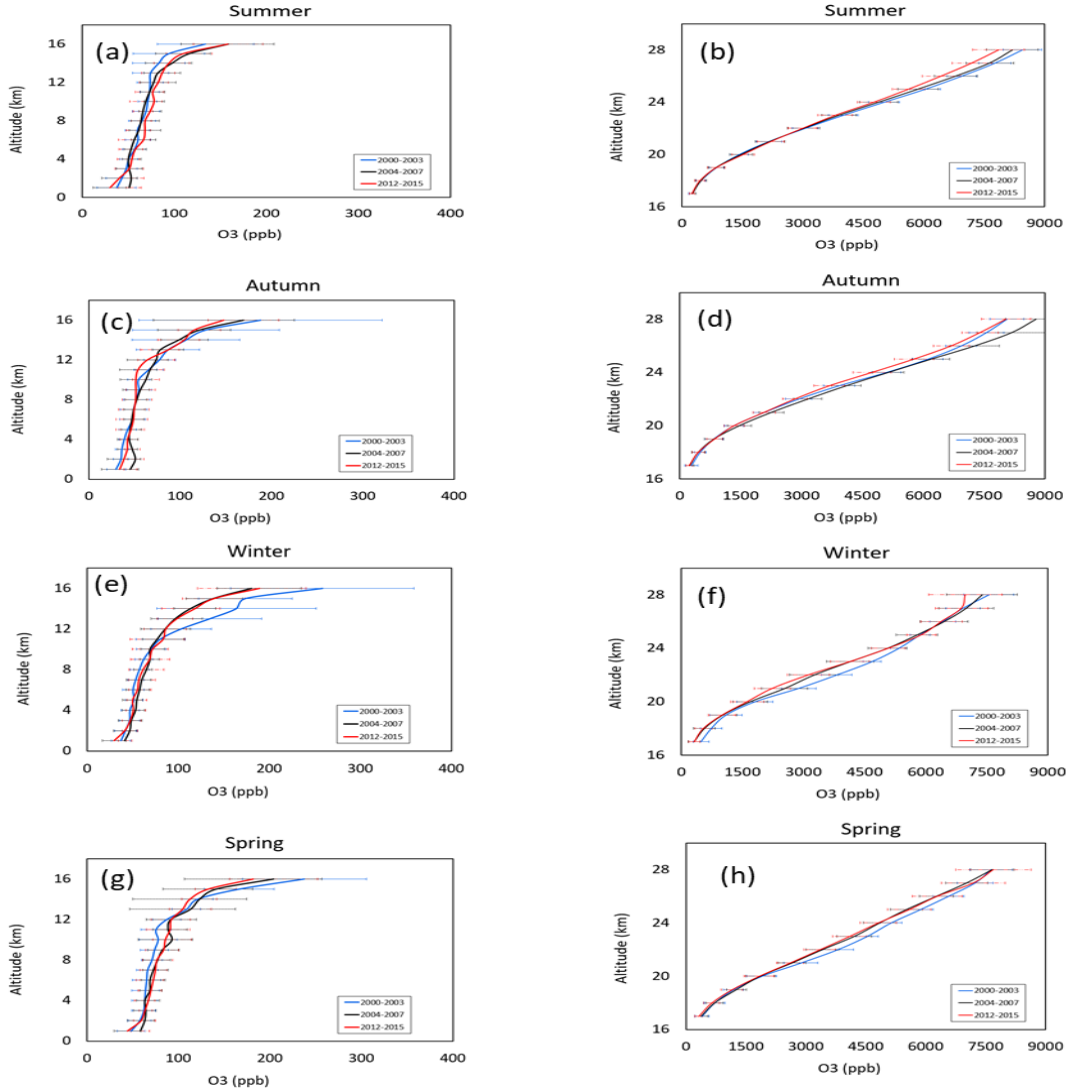 Summer
(a)
16
12
8
4
0
Altitude (km)
2000-2003
2004-2007
2012-2015
0 100 200 300 400
O3 (ppb)
Summer
(b)
28
24
20
16
Altitude (km)
2000-2003
2004-2007
2012-2015
0 1500 3000 4500 6000 7500 9000
O3 (ppb)
Autumn
(c)
16
12
8
4
0
Altitude (km)
2000-2003
2004-2007
2012-2015
0 100 200 300 400
O3 (ppb)
Autumn
(d)
28
24
20
16
Altitude (km)
2000-2003
2004-2007
2012-2015
0 1500 3000 4500 6000 7500 9000
O3 (ppb)
Winter
(e)
16
12
8
4
0
Altitude (km)
2000-2003
2004-2007
2012-2015
0 100 200 300 400
O3 (ppb)
Winter
(f)
28
24
20
16
Altitude (km)
2000-2003
2004-2007
2012-2015
0 1500 3000 4500 6000 7500 9000
O3 (ppb)
Spring
(g)
16
12
8
4
0
Altitude (km)
2000-2003
2004-2007
2012-2015
0 100 200 300 400
O3 (ppb)
Spring
(h)
28
24
20
16
Altitude (km)
2000-2003
2004-2007
2012-2015
0 1500 3000 4500 6000 7500 9000
O3 (ppb)